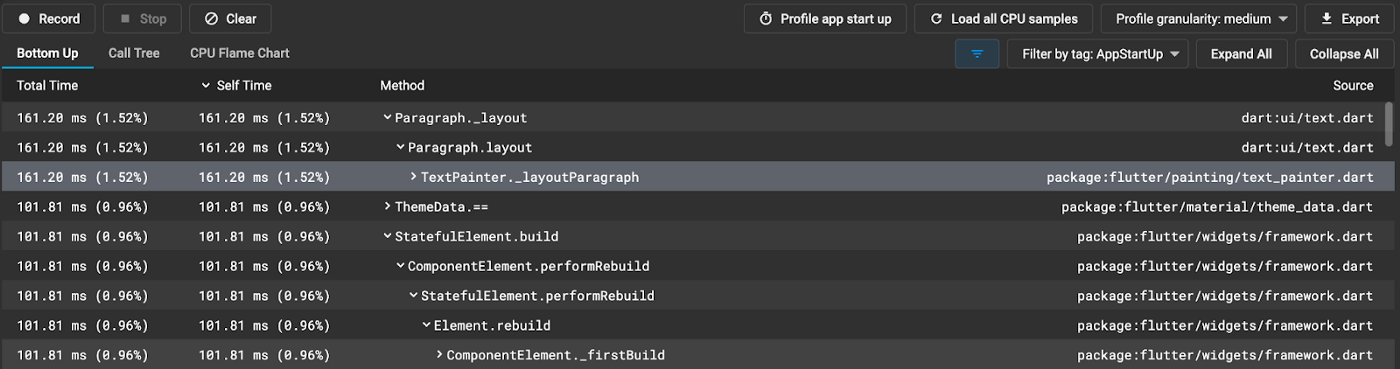 Record Stop Clear Profile app start up Load all CPU samples Profile granularity: medium Export
Bottom Up Call Tree CPU Flame Chart Filter by tag: AppStartUp Expand All Collapse All
Total Time Self Time Method Source
161.20 ms (1.52%) 161.20 ms (1.52%) Paragraph._layout dart:ui/text.dart
161.20 ms (1.52%) 161.20 ms (1.52%) Paragraph.layout dart:ui/text.dart
161.20 ms (1.52%) 161.20 ms (1.52%) TextPainter._layoutParagraph package:flutter/painting/text_painter.dart
101.81 ms (0.96%) 101.81 ms (0.96%) ThemeData.== package:flutter/material/theme_data.dart
101.81 ms (0.96%) 101.81 ms (0.96%) StatefulElement.build package:flutter/widgets/framework.dart
101.81 ms (0.96%) 101.81 ms (0.96%) ComponentElement.performRebuild package:flutter/widgets/framework.dart
101.81 ms (0.96%) 101.81 ms (0.96%) StatefulElement.performRebuild package:flutter/widgets/framework.dart
101.81 ms (0.96%) 101.81 ms (0.96%) Element.rebuild package:flutter/widgets/framework.dart
101.81 ms (0.96%) 101.81 ms (0.96%) ComponentElement._firstBuild package:flutter/widgets/framework.dart